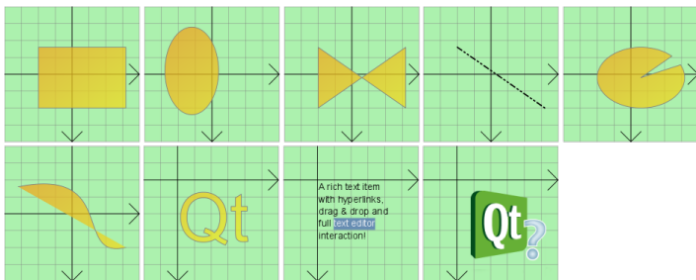 Qt
A rich text item
with hyperlinks,
drag & drop and
full text editor
interaction!
Qt
?